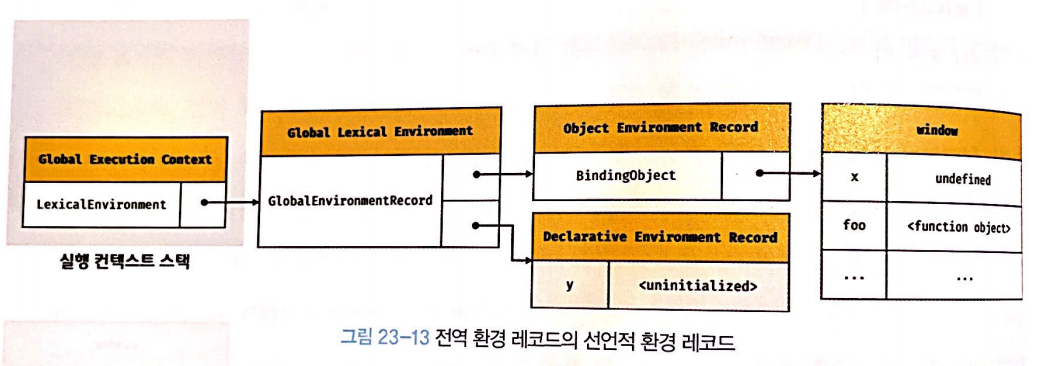 Global Execution Context
LexicalEnvironment
실행 컨텍스트 스택
Global Lexical Environment
GlobalEnvironmentRecord
Object Environment Record
BindingObject
Declarative Environment Record
y <uninitialized>
window
x undefined
foo <function object>
... ...
그림 23-13 전역 환경 레코드의 선언적 환경 레코드